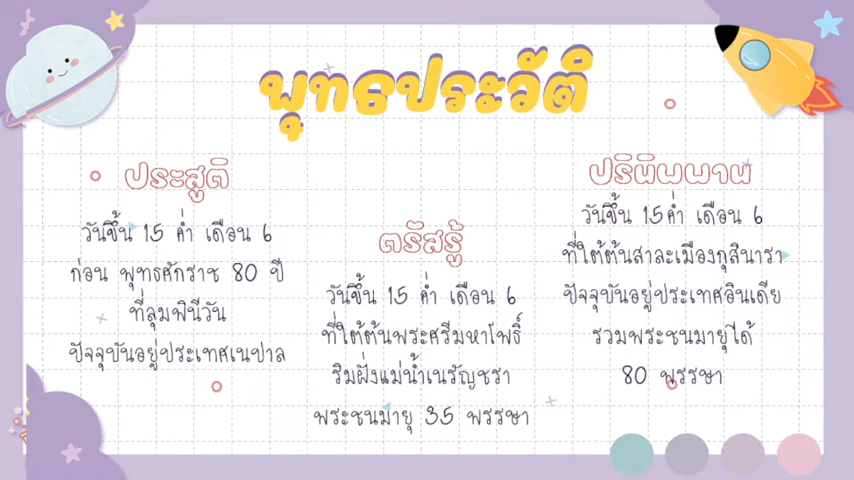 พุทธประวัติ
ประสูติ
วันขึ้น 15 ค่ำ เดือน 6
ก่อน พุทธศักราช 80 ปี
ที่ลุมพินีวัน
ปัจจุบันอยู่ประเทศเนปาล
ตรัสรู้
วันขึ้น 15 ค่ำ เดือน 6
ที่ใต้ต้นพระศรีมหาโพธิ์
ริมฝั่งแม่น้ำเนรัญชรา
พระชนมายุ 35 พรรษา
ปรินิพพาน
วันขึ้น 15 ค่ำ เดือน 6
ที่ใต้ต้นสาละเมืองกุสินารา
ปัจจุบันอยู่ประเทศอินเดีย
รวมพระชนมายุได้
80 พรรษา